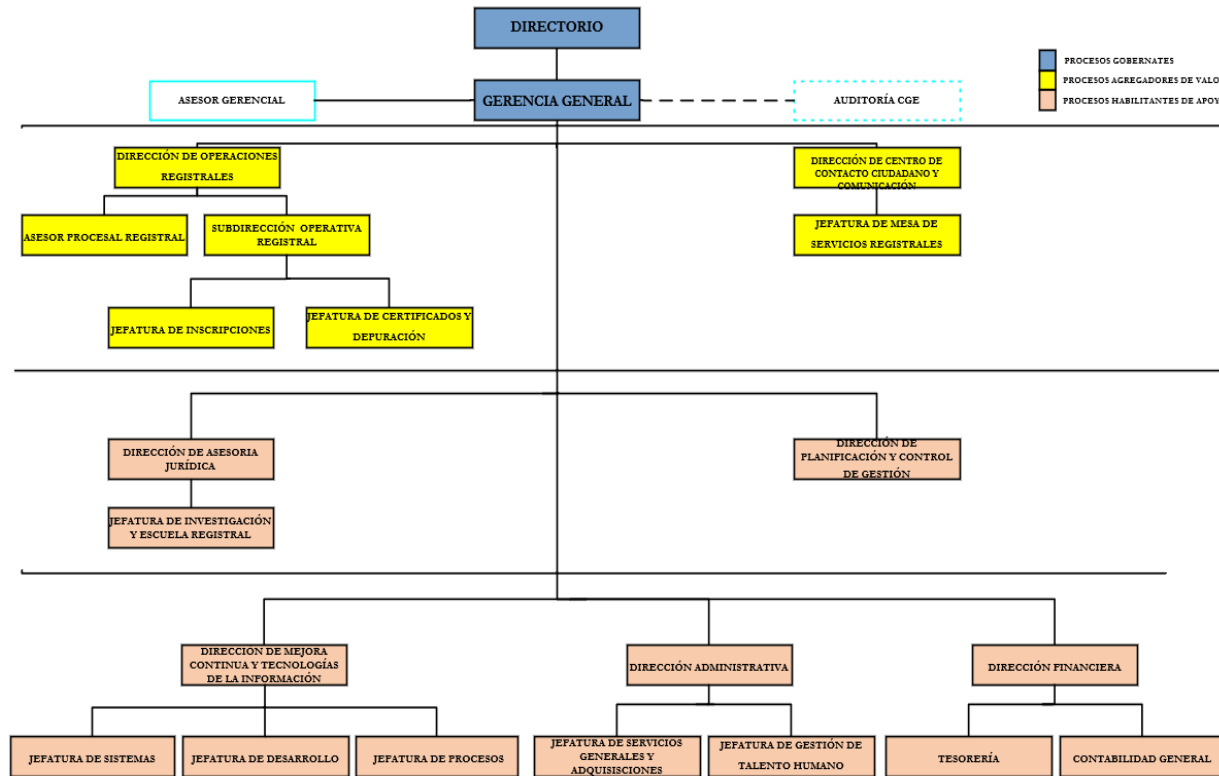 DIRECTORIO
PROCESOS GOBERNATES
PROCESOS AGREGADORES DE VALO
PROCESOS HABILITANTES DE APOY
ASESOR GERENCIAL
GERENCIA GENERAL
AUDITORÍA CGE
DIRECCIÓN DE OPERACIONES
REGISTRALES
DIRECCIÓN DE CENTRO DE
CONTACTO CIUDADANO Y
COMUNICACIÓN
ASESOR PROCESAL REGISTRAL
SUBDIRECCIÓN OPERATIVA
REGISTRAL
JEFATURA DE MESA DE
SERVICIOS REGISTRALES
JEFATURA DE INSCRIPCIONES
JEFATURA DE CERTIFICADOS Y
DEPURACIÓN
DIRECCIÓN DE ASESORIA
JURÍDICA
DIRECCIÓN DE
PLANIFICACIÓN Y CONTROL
DE GESTIÓN
JEFATURA DE INVESTIGACIÓN
Y ESCUELA REGISTRAL
DIRECCION DE MEJORA
CONTINUA Y TECNOLOGÍAS
DE LA INFORMACIÓN
DIRECCIÓN ADMINISTRATIVA
DIRECCIÓN FINANCIERA
JEFATURA DE SISTEMAS
JEFATURA DE DESARROLLO
JEFATURA DE PROCESOS
JEFATURA DE SERVICIOS
GENERALES Y
ADQUISISCIONES
JEFATURA DE GESTIÓN DE
TALENTO HUMANO
TESORERÍA
CONTABILIDAD GENERAL